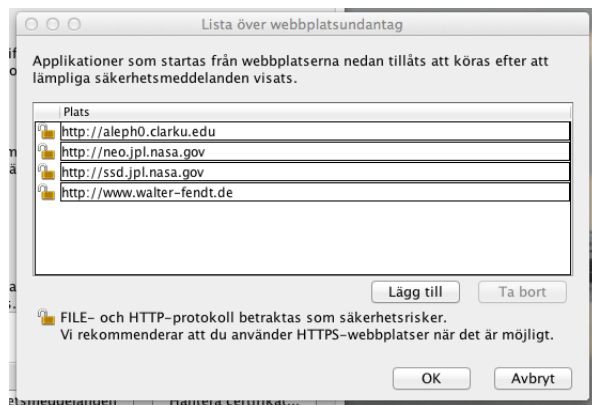 Lista över webbplatsundantag
Applikationer som startas från webbplatserna nedan tillåts att köras efter att
lämpliga säkerhetsmeddelanden visats.
Plats
http://aleph0.clarku.edu
http://neo.jpl.nasa.gov
http://ssd.jpl.nasa.gov
http://www.walter-fendt.de
Lägg till
Ta bort
FILE- och HTTP-protokoll betraktas som säkerhetsrisker.
Vi rekommenderar att du använder HTTPS-webbplatser när det är möjligt.
OK
Avbryt
etsmeddelanden
Hantera certifikat...